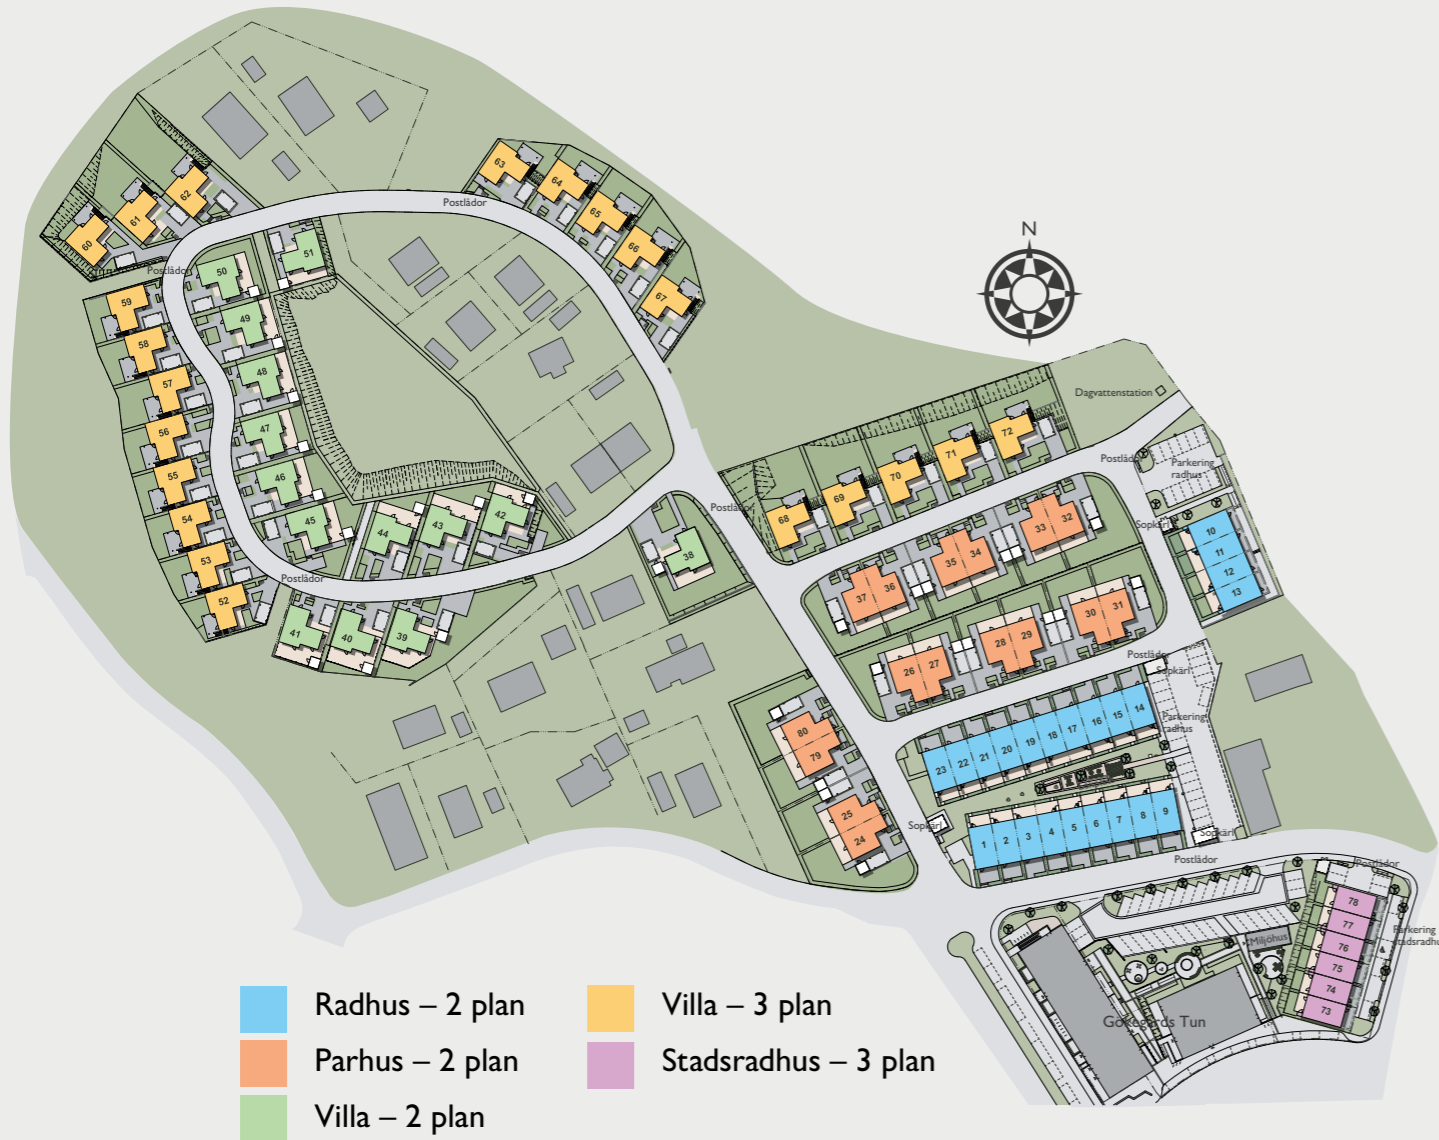 63
64
62
61
65
60
Postlådor
66
51
Postlådor
50
67
59
49
58
48
57
47
56
46
55
45
54
44
43
42
53
Postlådor
52
41
40
39
38
N
Dagvattenstation
72
71
70
69
68
Postlådor
Postlådor
Parkering
radhus
Sopkärl
10
11
12
13
33
32
35
34
37
36
30
31
28
29
26
27
Postlådor
Sopkärl
Parkering
radhus
23
22
21
20
19
18
17
16
15
14
80
79
25
24
Sopkärl
1
2
3
4
5
6
7
8
9
Sopkärl
Postlådor
Postlådor
78
77
76
75
74
73
Parkering
stadsradhu
Miljöhus
Gökegårds Tun
Radhus – 2 plan
Parhus – 2 plan
Villa – 2 plan
Villa – 3 plan
Stadsradhus – 3 plan